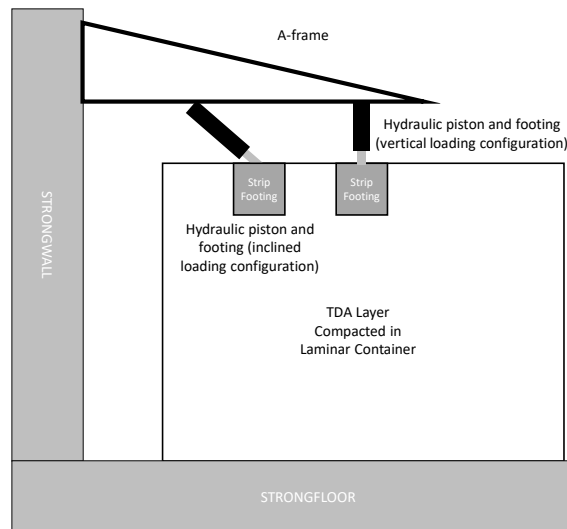 A-frame
Hydraulic piston and footing
(vertical loading configuration)
Strip
Footing
Strip
Footing
Hydraulic piston and
footing (inclined
loading configuration)
STRONGWALL
TDA Layer
Compacted in
Laminar Container
STRONGFLOOR